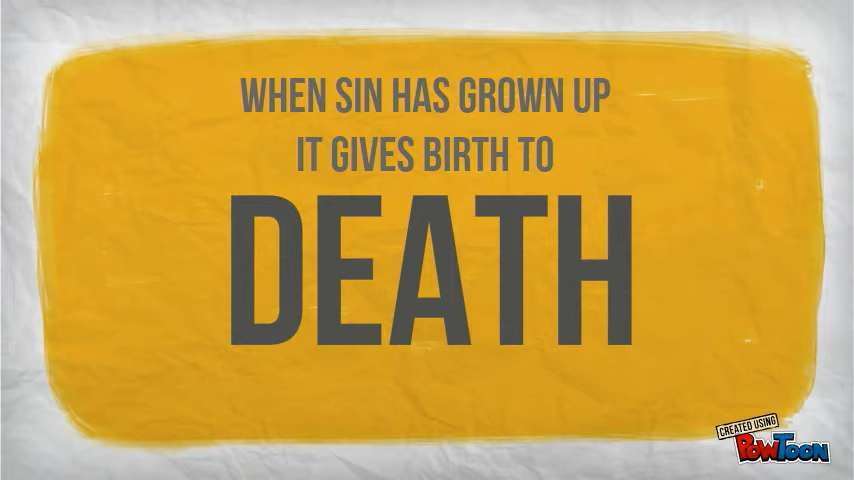 WHEN SIN HAS GROWN UP
IT GIVES BIRTH TO
DEATH
CREATED USING
POWTOON